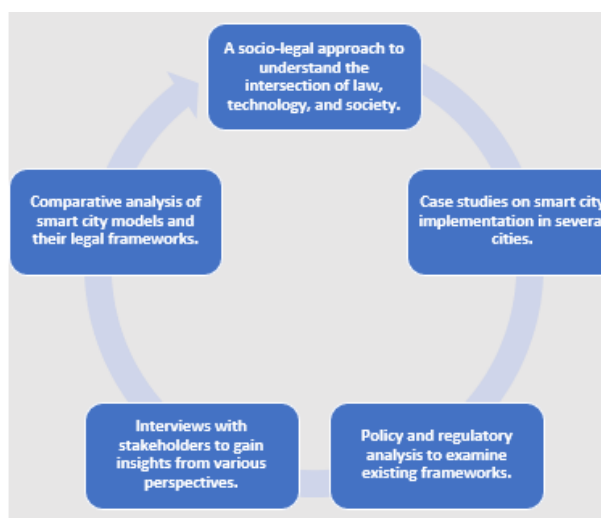 A socio-legal approach to
understand the
intersection of law,
technology, and society.
Case studies on smart city
implementation in severa
cities.
Policy and regulatory
analysis to examine
existing frameworks.
Interviews with
stakeholders to gain
insights from various
perspectives.
Comparative analysis of
smart city models and
their legal frameworks.